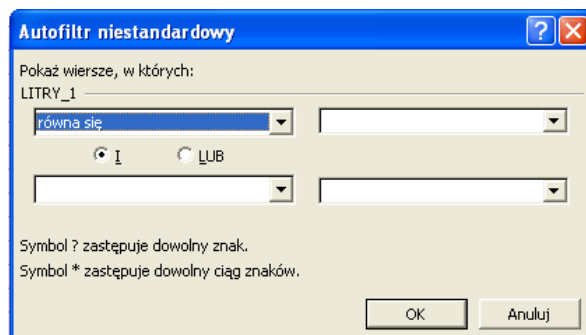 Autofiltr niestandardowy
Pokaż wiersze, w których:
LITRY_1
równa się
I LUB
Symbol ? zastępuje dowolny znak.
Symbol * zastępuje dowolny ciąg znaków.
OK Anuluj